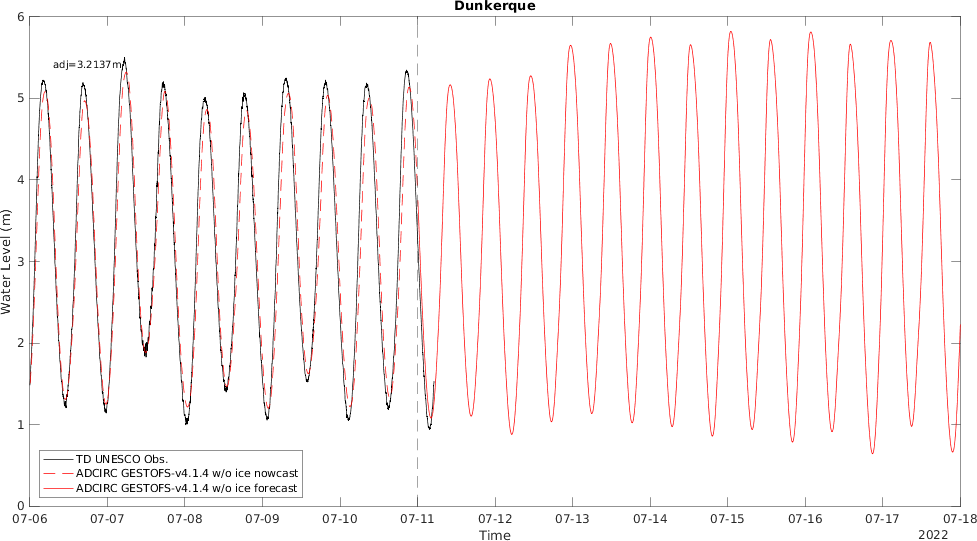 Dunkerque
6
adj=3.2137m
5
4
3
Water Level (m)
2
1
TD UNESCO Obs.
ADCIRC GESTOFS-v4.1.4 w/o ice nowcast
ADCIRC GESTOFS-v4.1.4 w/o ice forecast
0
07-06 07-07 07-08 07-09 07-10 07-11 07-12 07-13 07-14 07-15 07-16 07-17 07-18
Time
2022